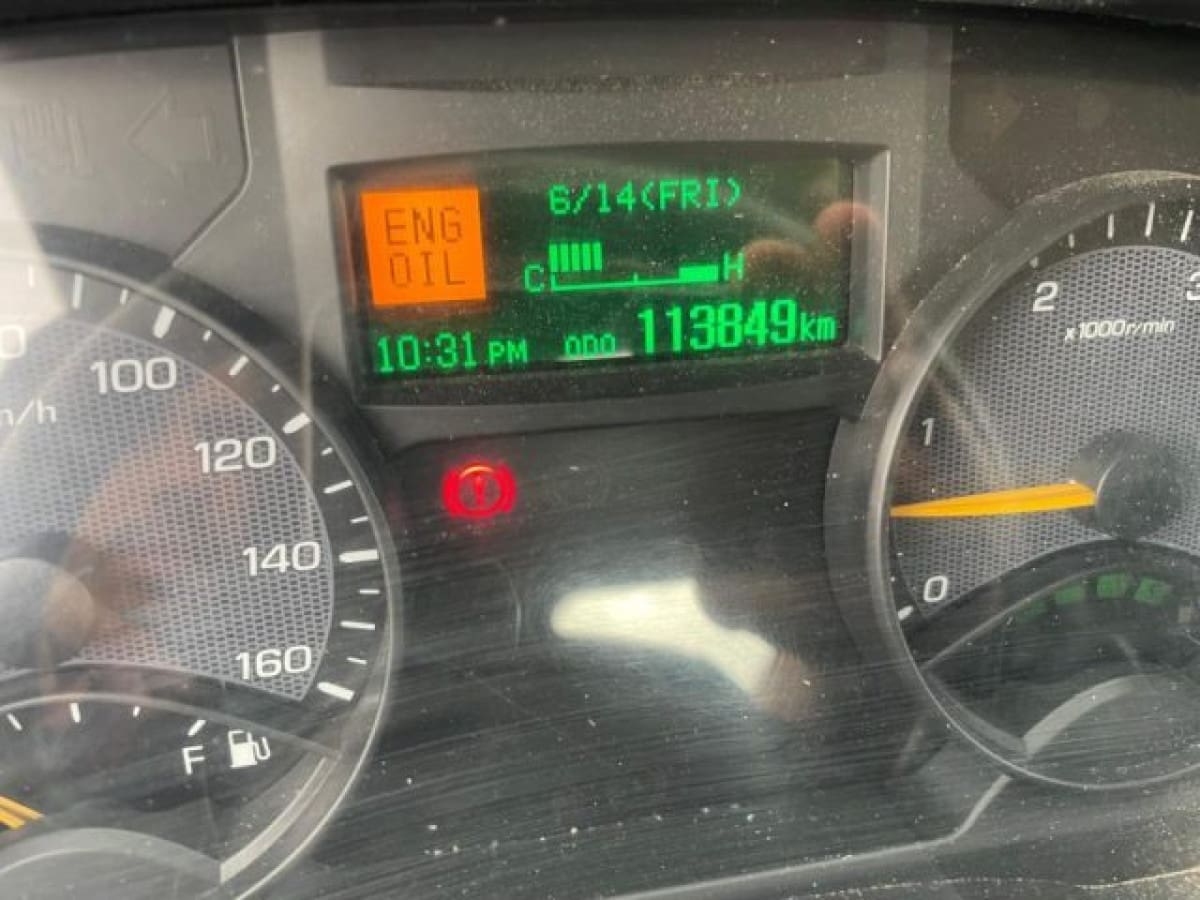 ENG
OIL
6/14(FRI)
C H
10:31 PM ODO 113849km
100
120
140
160
F
3
2
x1000r/min
1
0